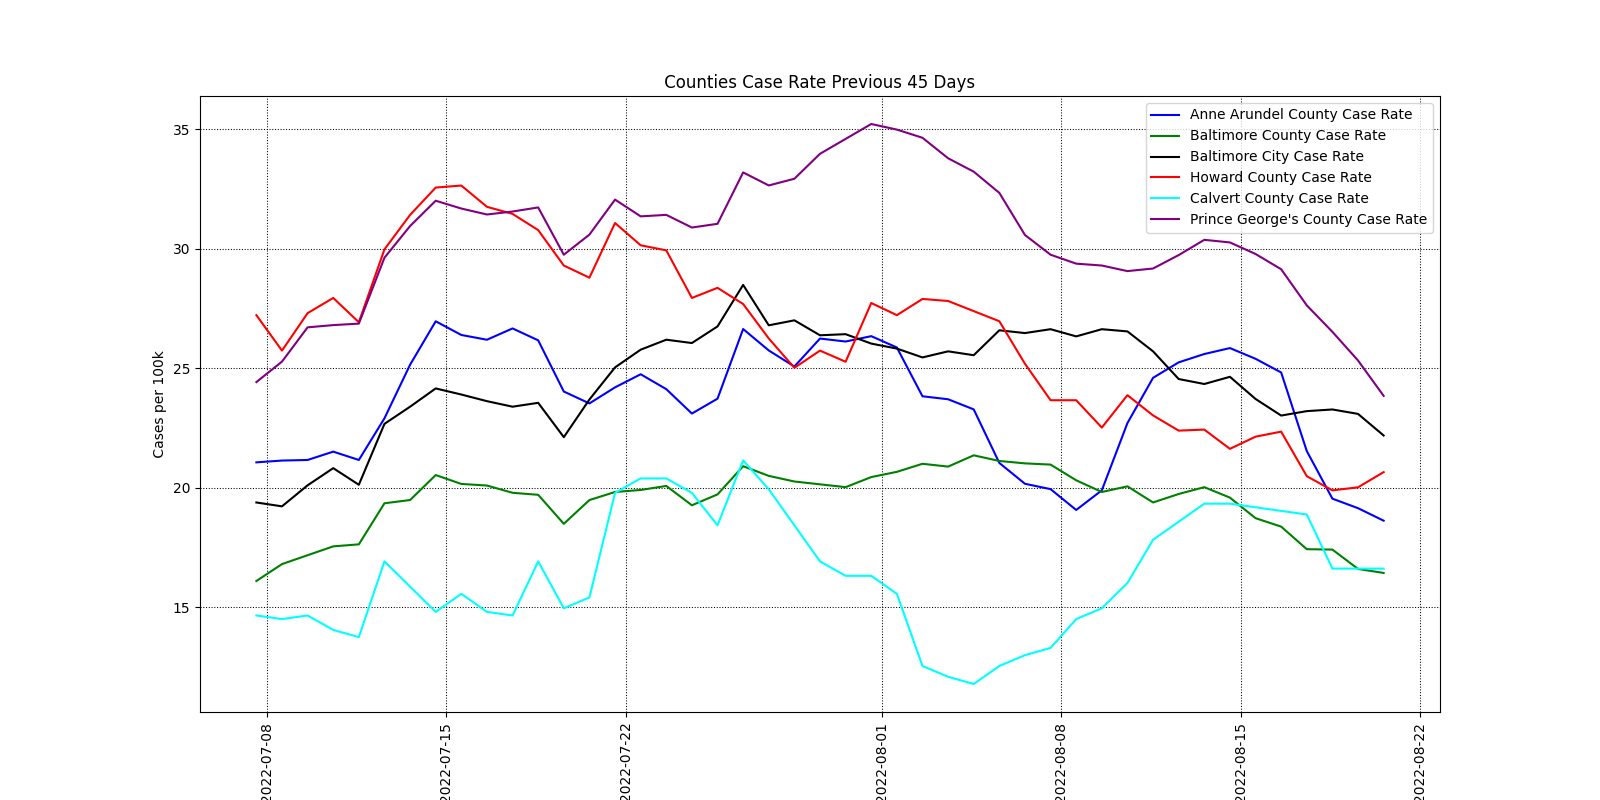 Counties Case Rate Previous 45 Days
Anne Arundel County Case Rate
Baltimore County Case Rate
Baltimore City Case Rate
Howard County Case Rate
Calvert County Case Rate
Prince George's County Case Rate
Cases per 100k
35
30
25
20
15
2022-07-08
2022-07-15
2022-07-22
2022-08-01
2022-08-08
2022-08-15
2022-08-22